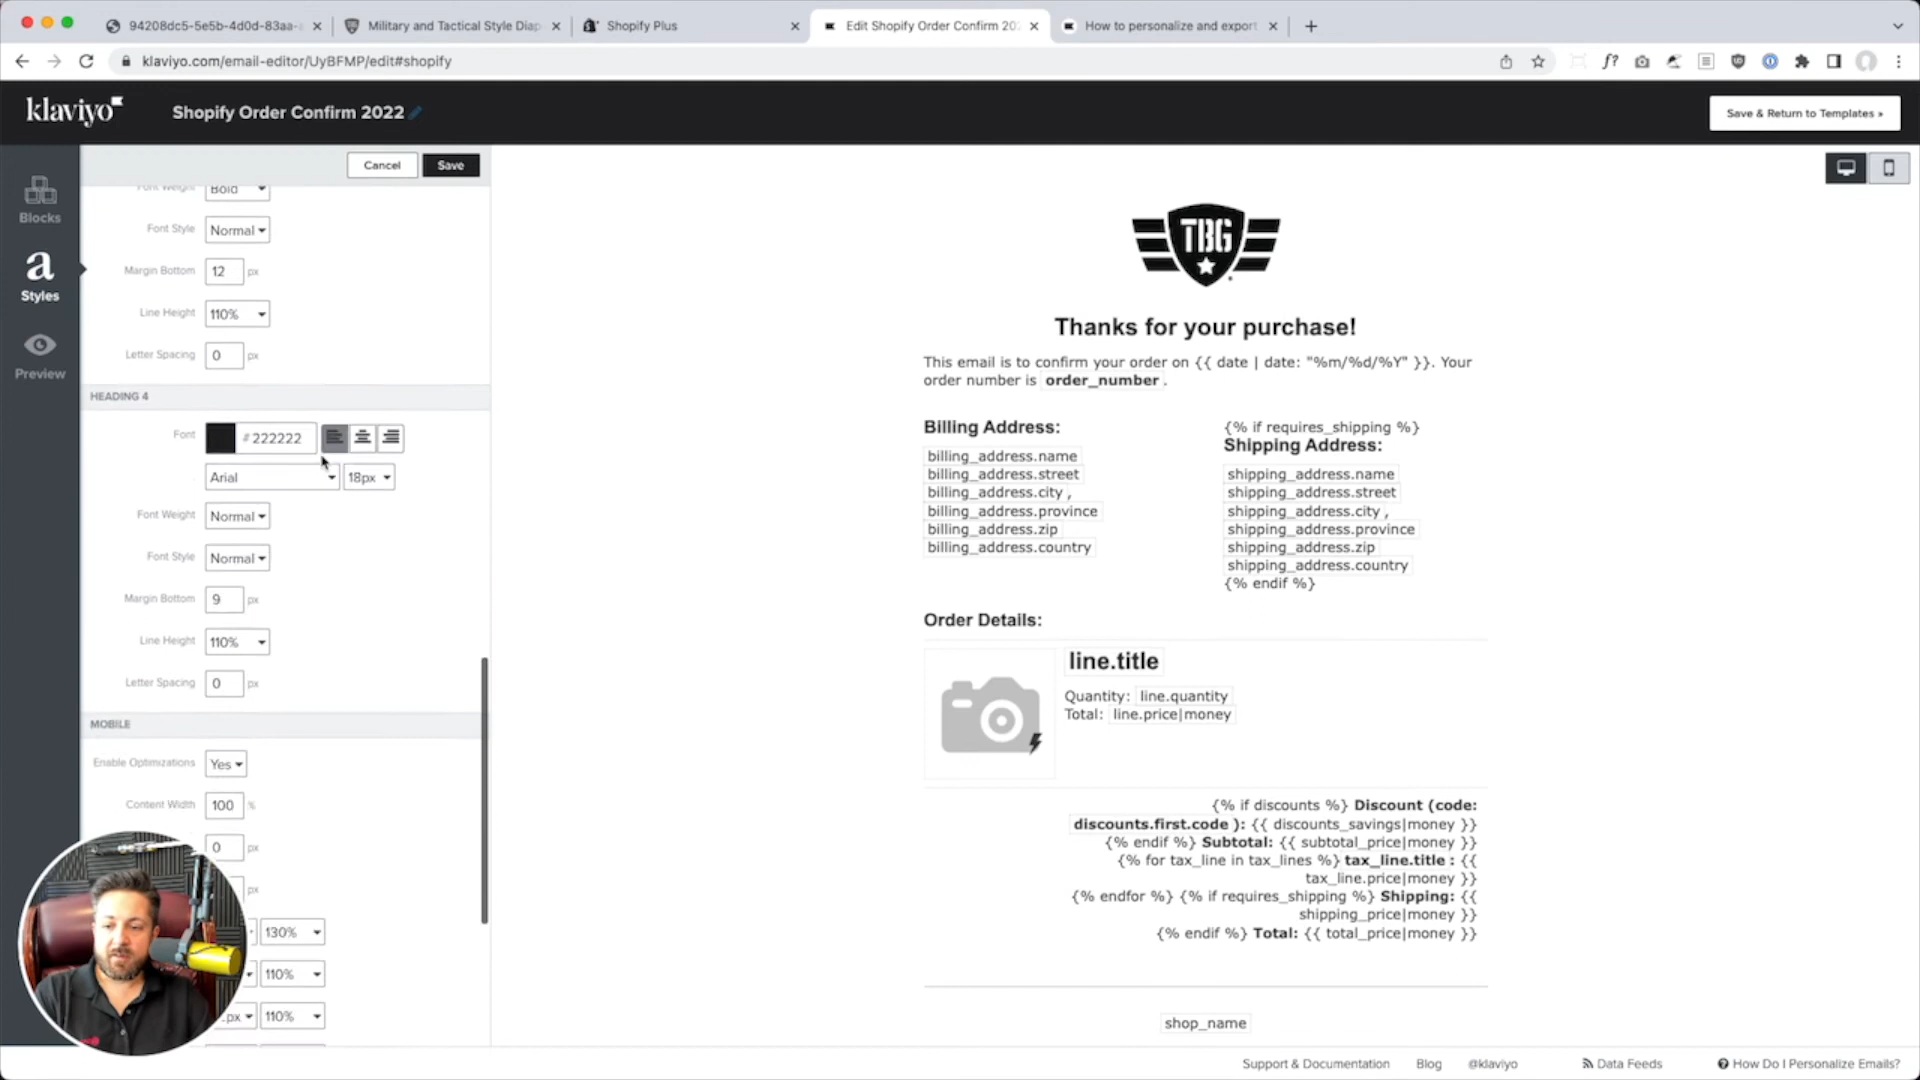 94208dc5-5e5b-4d0d-83aa-
Military and Tactical Style Diap
Shopify Plus
Edit Shopify Order Confirm 202
How to personalize and export
klaviyo.com/email-editor/UyBFMP/edit#shopify
klaviyo
Shopify Order Confirm 2022
Save & Return to Templates »
Blocks
a
Styles
Preview
Cancel
Save
Font Weight Bold
Font Style Normal
Margin Bottom 12 px
Line Height 110%
Letter Spacing 0 px
HEADING 4
Font # 222222
Arial 18px
Font Weight Normal
Font Style Normal
Margin Bottom 9 px
Line Height 110%
Letter Spacing 0 px
MOBILE
Enable Optimizations Yes
Content Width 100 %
0 px
px
130%
110%
px 110%
TBG
Thanks for your purchase!
This email is to confirm your order on {{ date | date: "%m/%d/%Y" }}. Your
order number is order_number .
Billing Address:
billing_address.name
billing_address.street
billing_address.city ,
billing_address.province
billing_address.zip
billing_address.country
{% if requires_shipping %}
Shipping Address:
shipping_address.name
shipping_address.street
shipping_address.city ,
shipping_address.province
shipping_address.zip
shipping_address.country
{% endif %}
Order Details:
line.title
Quantity: line.quantity
Total: line.price|money
{% if discounts %} Discount (code:
discounts.first.code ): {{ discounts_savings|money }}
{% endif %} Subtotal: {{ subtotal_price|money }}
{% for tax_line in tax_lines %} tax_line.title : {{
tax_line.price|money }}
{% endfor %} {% if requires_shipping %} Shipping: {{
shipping_price|money }}
{% endif %} Total: {{ total_price|money }}
shop_name
Support & Documentation
Blog
@klaviyo
Data Feeds
How Do I Personalize Emails?